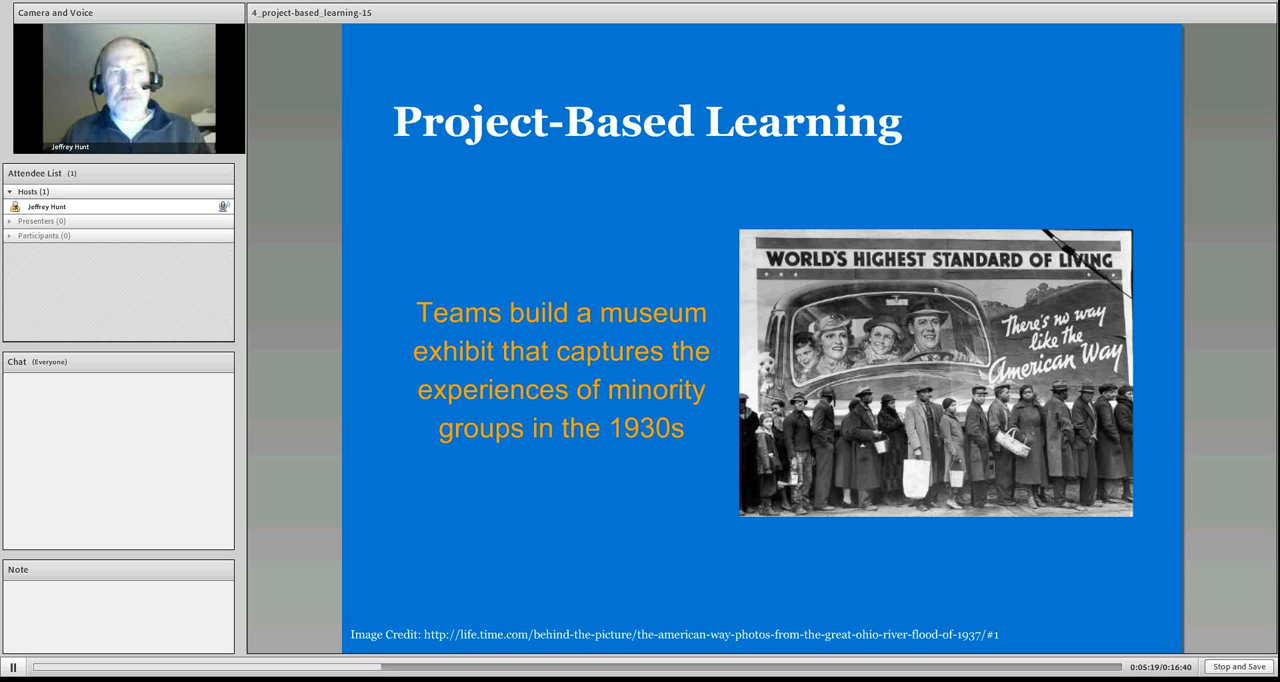 Camera and Voice
Jeffrey Hunt
Attendee List (1)
Hosts (1)
Jeffrey Hunt
Presenters (0)
Participants (0)
Chat (Everyone)
Note
4_project-based_learning-15
Project-Based Learning
Teams build a museum
exhibit that captures the
experiences of minority
groups in the 1930s
WORLD'S HIGHEST STANDARD OF LIVING
There's no way
like the
American Way
Image Credit: http://life.time.com/behind-the-picture/the-american-way-photos-from-the-great-ohio-river-flood-of-1937/#1
0:05:19/0:16:40
Stop and Save